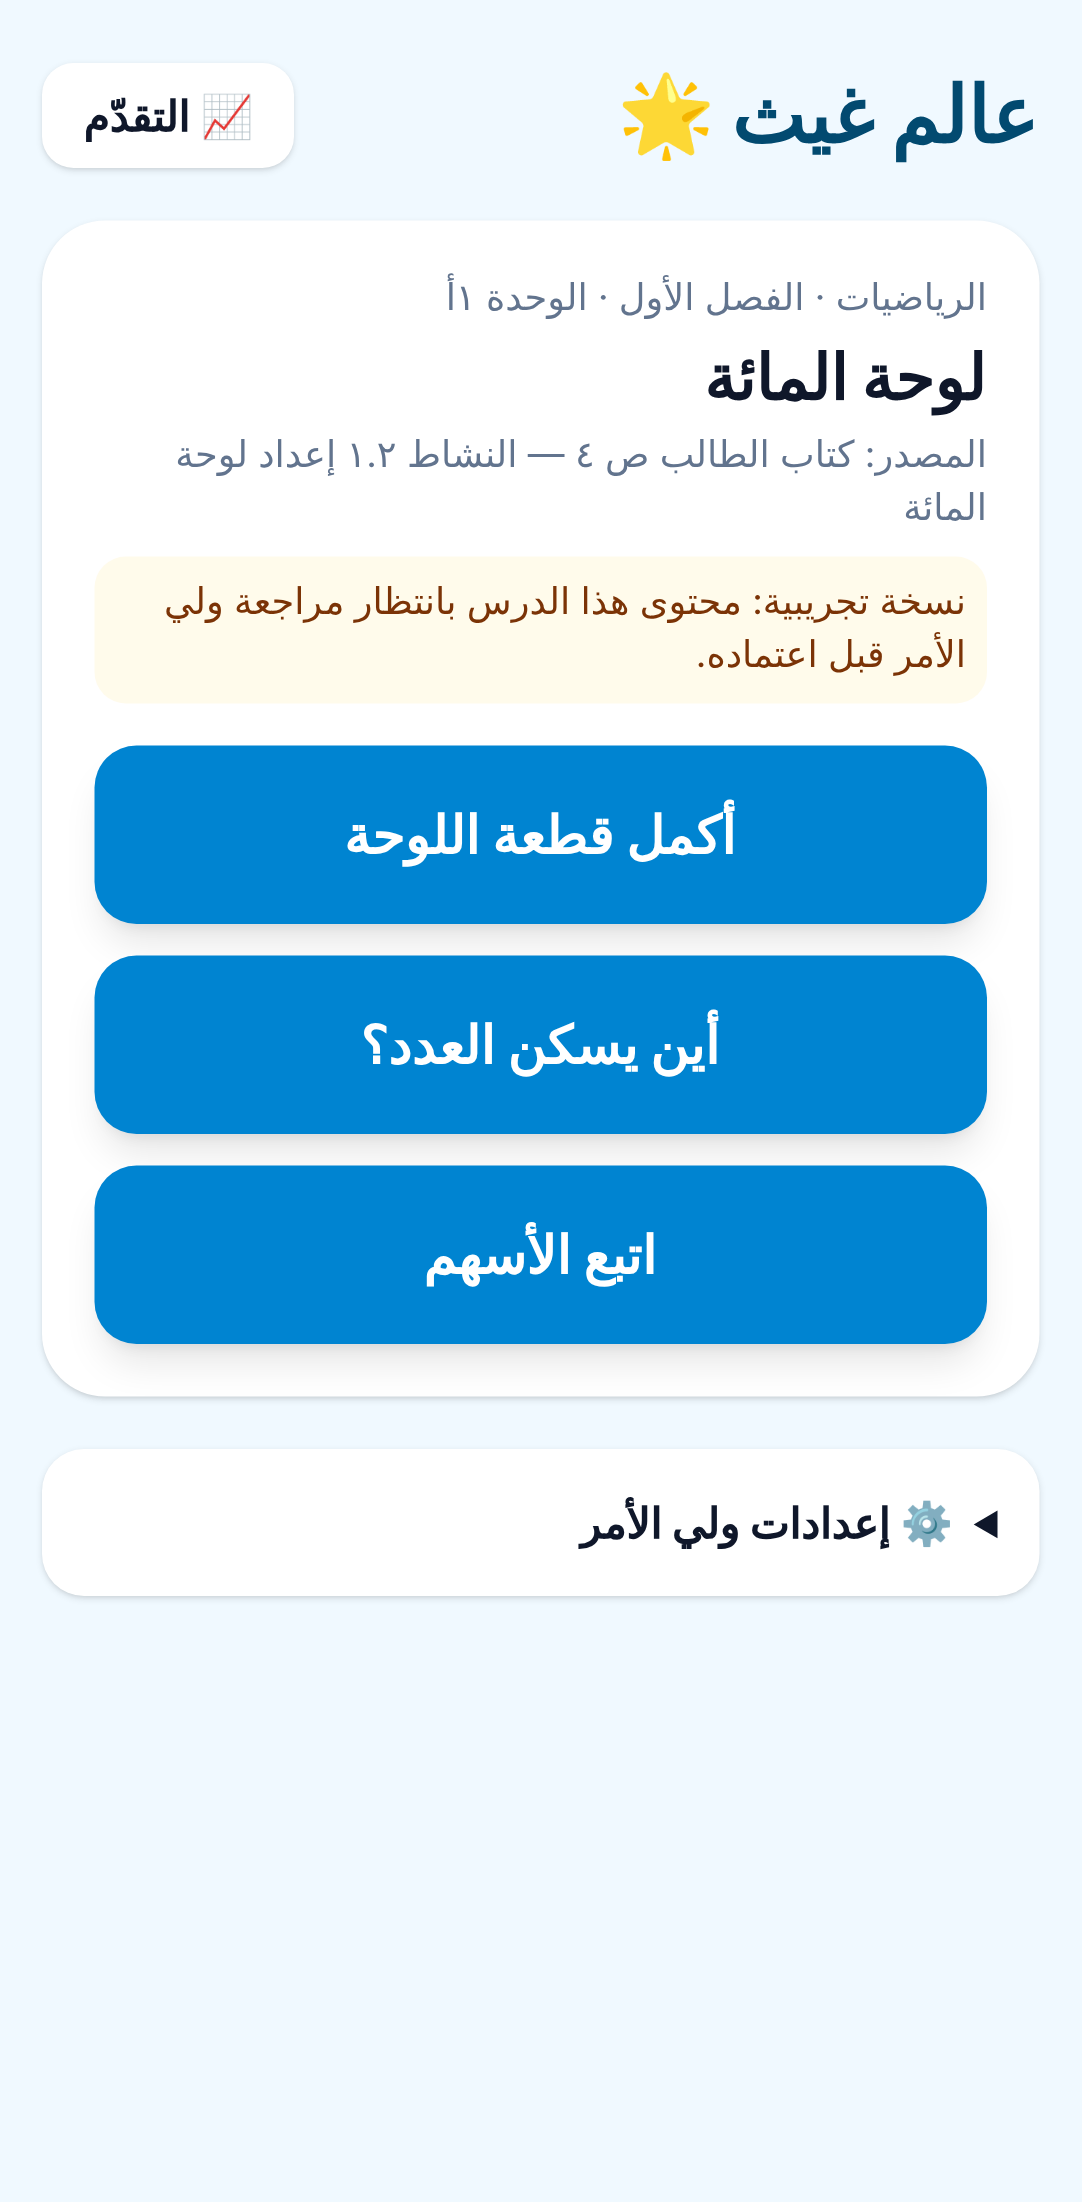 عالم غيث 🌟
📈 التقدّم
الرياضيات · الفصل الأول · الوحدة ١أ
لوحة المائة
المصدر: كتاب الطالب ص ٤ — النشاط ١.٢ إعداد لوحة
المائة
نسخة تجريبية: محتوى هذا الدرس بانتظار مراجعة ولي
الأمر قبل اعتماده.
أكمل قطعة اللوحة
أين يسكن العدد؟
اتبع الأسهم
◀ ⚙️ إعدادات ولي الأمر